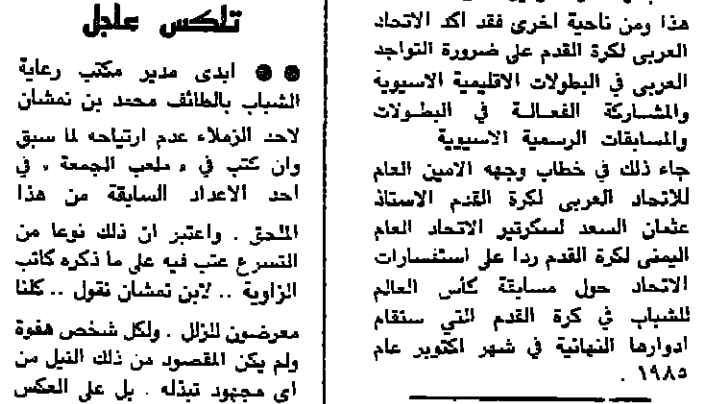 هذا ومن ناحية اخرى فقد اكد الاتحاد
العربى لكرة القدم على ضرورة التواجد
العربى في البطولات الاقليمية الاسيوية
والمشاركة الفعالة في البطولات
والمسابقات الرسمية الاسيوية
جاء ذلك في خطاب وجهه الامين العام
للاتحاد العربى لكرة القدم الاستاذ
عثمان السعد لسكرتير الاتحاد العام
اليمنى لكرة القدم ردا على استفسارات
الاتحاد حول مسابقة كأس العالم
للشباب في كرة القدم التي ستقام
ادوارها النهائية في شهر اكتوبر عام
١٩٨٥ .
تلكس عاجل
●● ابدى مدير مكتب رعاية
الشباب بالطائف محمد بن نمشان
لاحد الزملاء عدم ارتياحه لما سبق
وان كتب في « ملعب الجمعة » في
احد الاعداد السابقة من هذا
الملحق . واعتبر ان ذلك نوعا من
التسرع عتب فيه على ما ذكره كاتب
الزاوية .. لابن نمشان نقول .. كلنا
معرضون للزلل . ولكل شخص هفوة
ولم يكن المقصود من ذلك النيل من
اى مجهود تبذله . بل على العكس